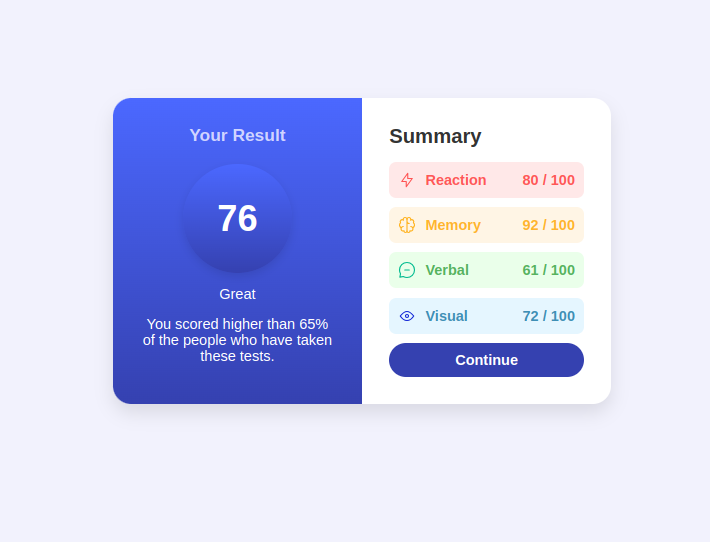 Your Result
76
Great
You scored higher than 65%
of the people who have taken
these tests.
Summary
Reaction 80 / 100
Memory 92 / 100
Verbal 61 / 100
Visual 72 / 100
Continue